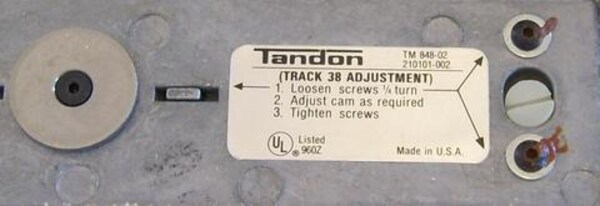 Tandon
TM 848-02
210101-002
(TRACK 38 ADJUSTMENT)
1. Loosen screws ¼ turn
2. Adjust cam as required
3. Tighten screws
UL
®
Listed
960Z
Made in U.S.A.